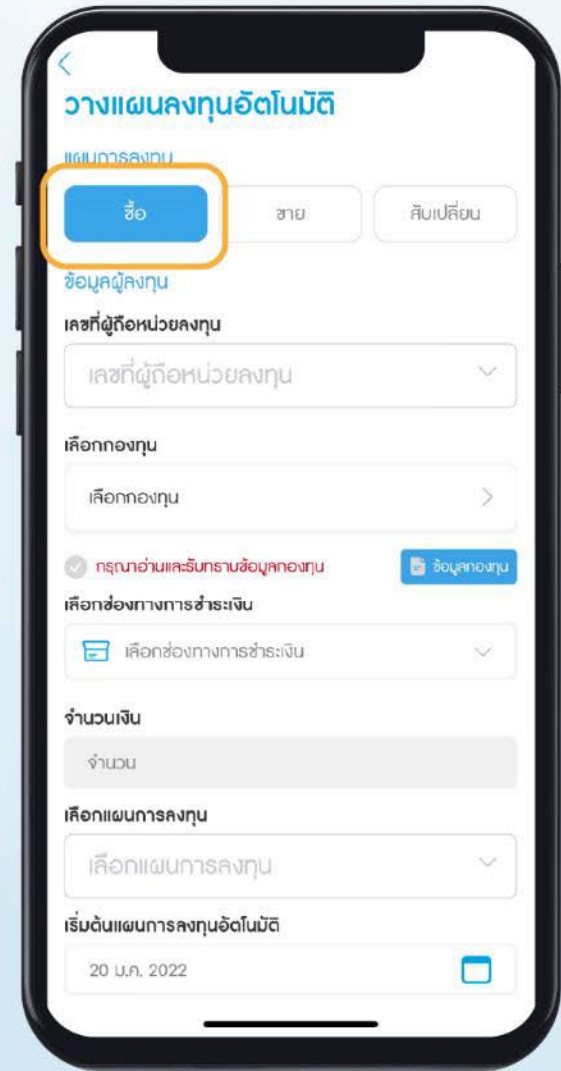 วางแผนลงทุนอัตโนมัติ
แผนการลงทุน
ซื้อ ขาย สับเปลี่ยน
ข้อมูลผู้ลงทุน
เลขที่ผู้ถือหน่วยลงทุน
เลขที่ผู้ถือหน่วยลงทุน
เลือกกองทุน
เลือกกองทุน
กรุณาอ่านและรับทราบข้อมูลกองทุน ข้อมูลกองทุน
เลือกช่องทางการชำระเงิน
เลือกช่องทางการชำระเงิน
จำนวนเงิน
จำนวน
เลือกแผนการลงทุน
เลือกแผนการลงทุน
เริ่มต้นแผนการลงทุนอัตโนมัติ
20 ม.ค. 2022